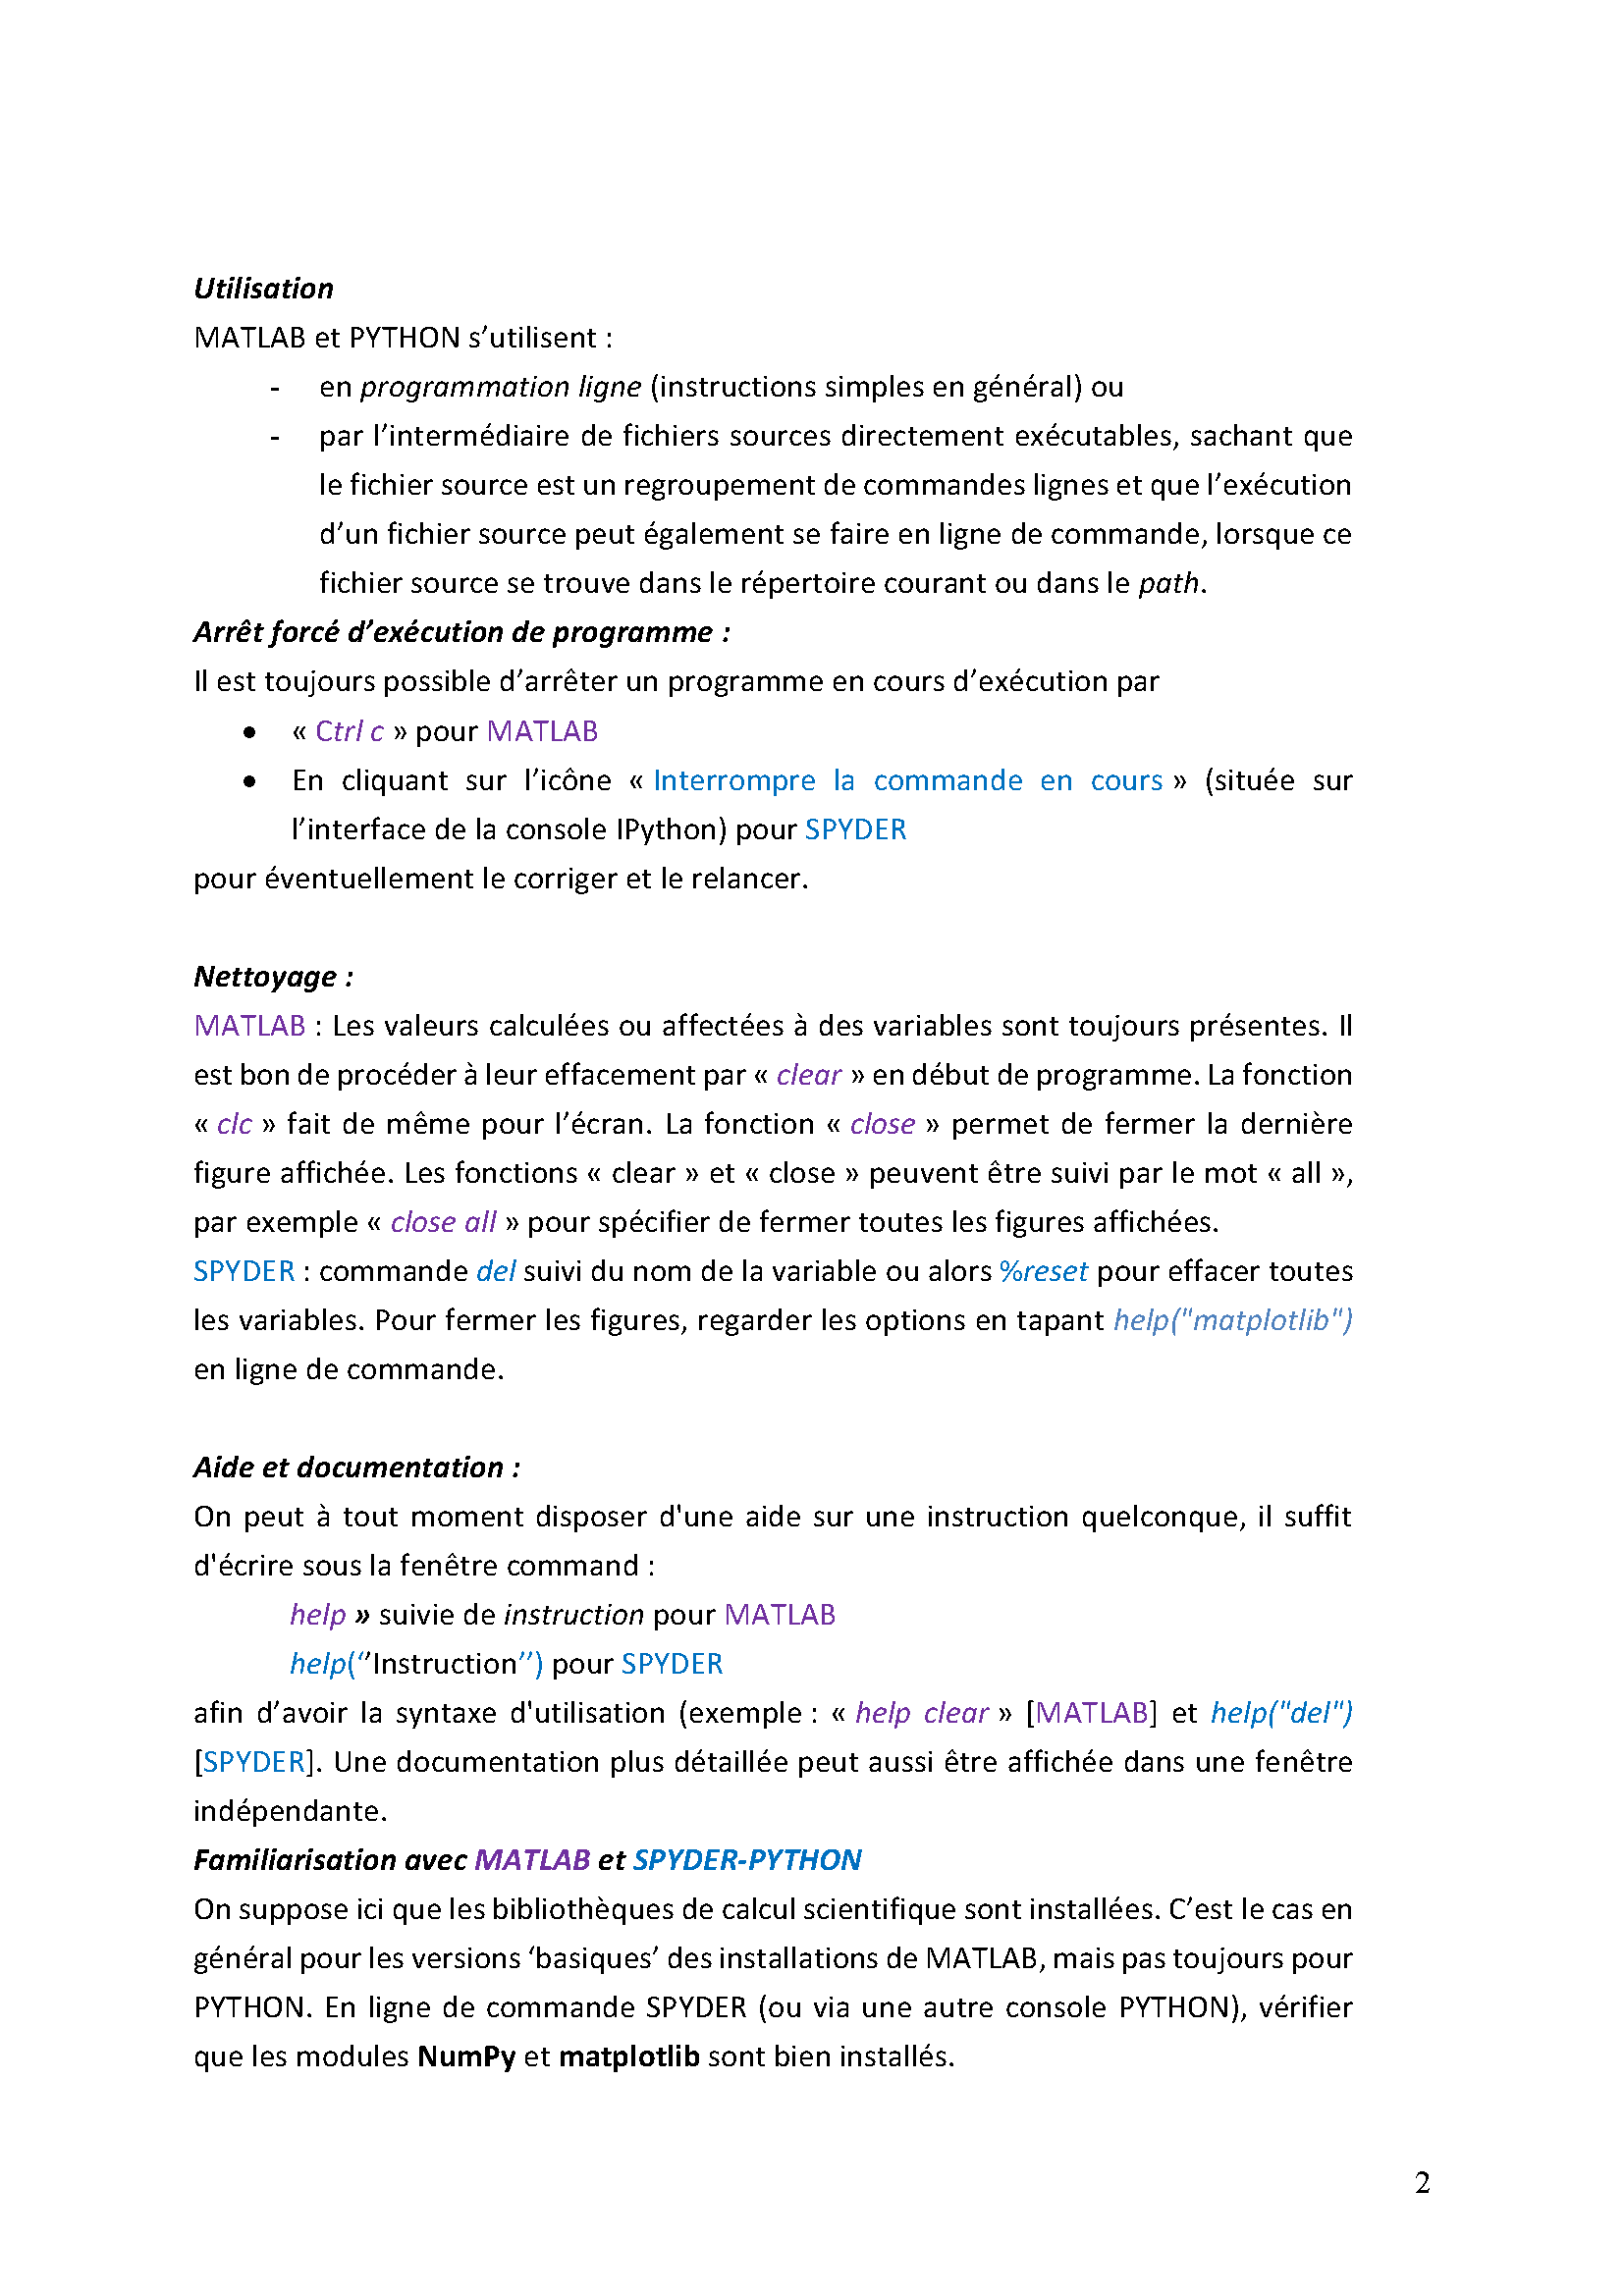 Utilisation
MATLAB et PYTHON s’utilisent :
- en programmation ligne (instructions simples en général) ou
- par l’intermédiaire de fichiers sources directement exécutables, sachant que
le fichier source est un regroupement de commandes lignes et que l’exécution
d’un fichier source peut également se faire en ligne de commande, lorsque ce
fichier source se trouve dans le répertoire courant ou dans le path.
Arrêt forcé d’exécution de programme :
Il est toujours possible d’arrêter un programme en cours d’exécution par
• « Ctrl c » pour MATLAB
• En cliquant sur l’icône « Interrompre la commande en cours » (située sur
l’interface de la console IPython) pour SPYDER
pour éventuellement le corriger et le relancer.
Nettoyage :
MATLAB : Les valeurs calculées ou affectées à des variables sont toujours présentes. Il
est bon de procéder à leur effacement par « clear » en début de programme. La fonction
« clc » fait de même pour l’écran. La fonction « close » permet de fermer la dernière
figure affichée. Les fonctions « clear » et « close » peuvent être suivi par le mot « all »,
par exemple « close all » pour spécifier de fermer toutes les figures affichées.
SPYDER : commande del suivi du nom de la variable ou alors %reset pour effacer toutes
les variables. Pour fermer les figures, regarder les options en tapant help("matplotlib")
en ligne de commande.
Aide et documentation :
On peut à tout moment disposer d'une aide sur une instruction quelconque, il suffit
d'écrire sous la fenêtre command :
help » suivie de instruction pour MATLAB
help(‘’Instruction’’) pour SPYDER
afin d’avoir la syntaxe d'utilisation (exemple : « help clear » [MATLAB] et help("del")
[SPYDER]. Une documentation plus détaillée peut aussi être affichée dans une fenêtre
indépendante.
Familiarisation avec MATLAB et SPYDER-PYTHON
On suppose ici que les bibliothèques de calcul scientifique sont installées. C’est le cas en
général pour les versions ‘basiques’ des installations de MATLAB, mais pas toujours pour
PYTHON. En ligne de commande SPYDER (ou via une autre console PYTHON), vérifier
que les modules NumPy et matplotlib sont bien installés.
2